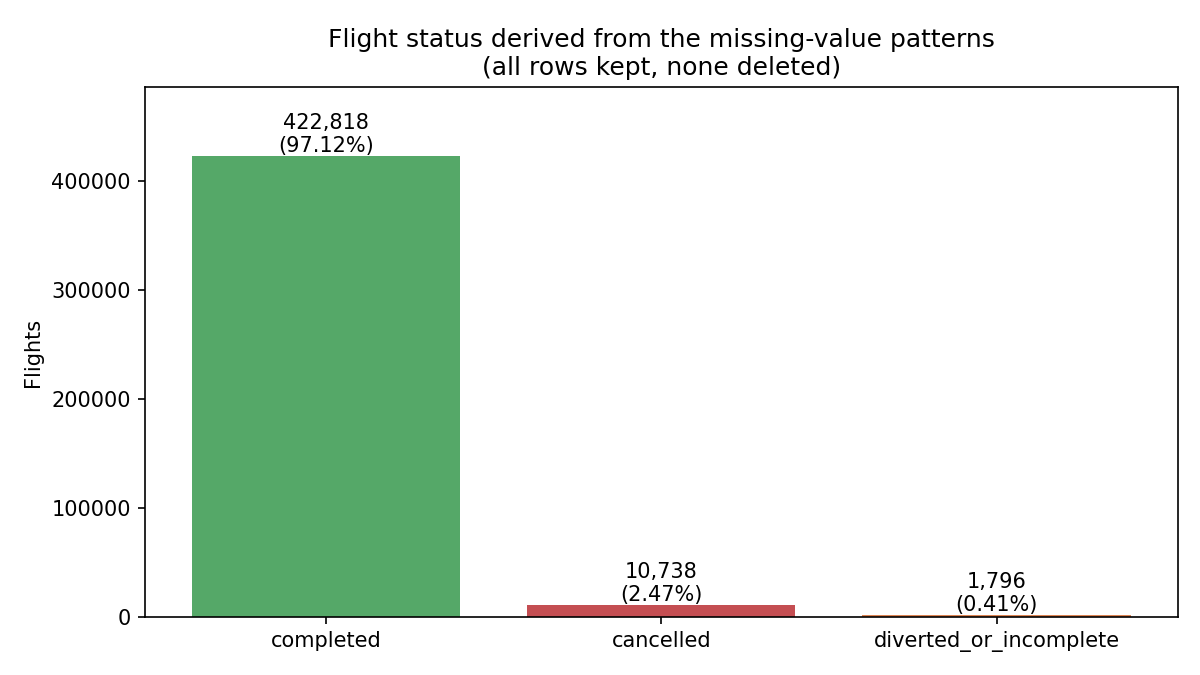 Flight status derived from the missing-value patterns
(all rows kept, none deleted)
422,818
(97.12%)
400000
300000
200000
100000
0
Flights
10,738
(2.47%)
1,796
(0.41%)
completed
cancelled
diverted_or_incomplete